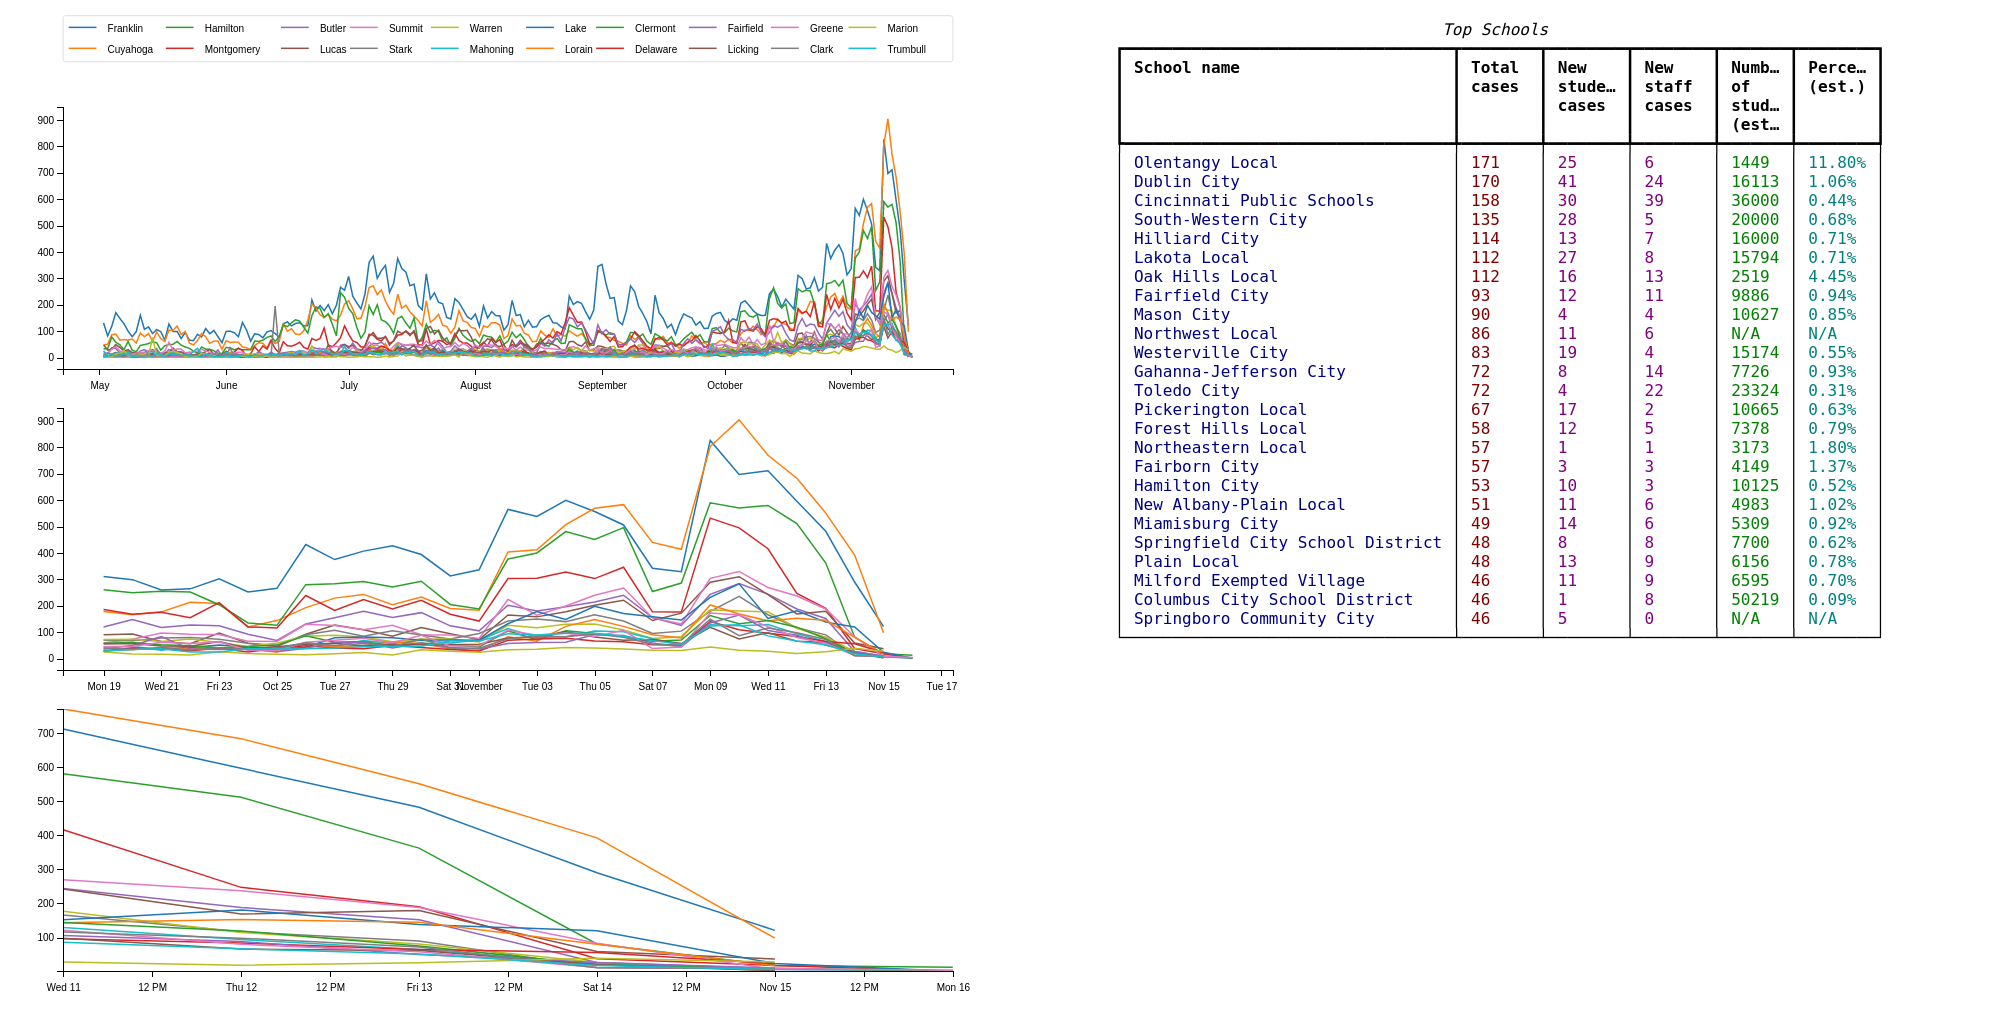 Franklin Hamilton Butler Summit Warren Lake Clermont Fairfield Greene Marion
Cuyahoga Montgomery Lucas Stark Mahoning Lorain Delaware Licking Clark Trumbull
900
800
700
600
500
400
300
200
100
0
May June July August September October November
900
800
700
600
500
400
300
200
100
0
Mon 19 Wed 21 Fri 23 Oct 25 Tue 27 Thu 29 Sat 31 November Tue 03 Thu 05 Sat 07 Mon 09 Wed 11 Fri 13 Nov 15 Tue 17
700
600
500
400
300
200
100
Wed 11 12 PM Thu 12 12 PM Fri 13 12 PM Sat 14 12 PM Nov 15 12 PM Mon 16
Top Schools
School name Total New New Numb… Perce…
cases stude… staff of (est.)
cases cases stud…
(est…
Olentangy Local 171 25 6 1449 11.80%
Dublin City 170 41 24 16113 1.06%
Cincinnati Public Schools 158 30 39 36000 0.44%
South-Western City 135 28 5 20000 0.68%
Hilliard City 114 13 7 16000 0.71%
Lakota Local 112 27 8 15794 0.71%
Oak Hills Local 112 16 13 2519 4.45%
Fairfield City 93 12 11 9886 0.94%
Mason City 90 4 4 10627 0.85%
Northwest Local 86 11 6 N/A N/A
Westerville City 83 19 4 15174 0.55%
Gahanna-Jefferson City 72 8 14 7726 0.93%
Toledo City 72 4 22 23324 0.31%
Pickerington Local 67 17 2 10665 0.63%
Forest Hills Local 58 12 5 7378 0.79%
Northeastern Local 57 1 1 3173 1.80%
Fairborn City 57 3 3 4149 1.37%
Hamilton City 53 10 3 10125 0.52%
New Albany-Plain Local 51 11 6 4983 1.02%
Miamisburg City 49 14 6 5309 0.92%
Springfield City School District 48 8 8 7700 0.62%
Plain Local 48 13 9 6156 0.78%
Milford Exempted Village 46 11 9 6595 0.70%
Columbus City School District 46 1 8 50219 0.09%
Springboro Community City 46 5 0 N/A N/A